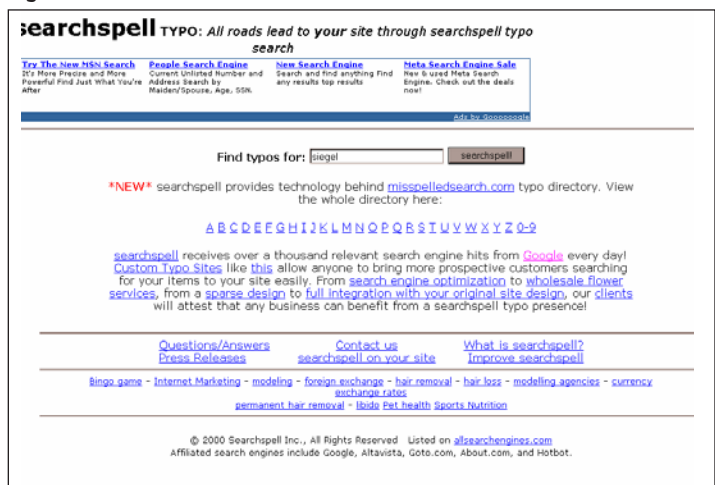 searchspell TYPO: All roads lead to your site through searchspell typo
search
Try The New MSN Search
It's More Precise and More
Powerful Find Just What You're
After
People Search Engine
Current Unlisted Number and
Address Search by
Maiden/Spouse, Age, SSN.
New Search Engine
Search and find anything Find
any results top results
Meta Search Engine Sale
New & used Meta Search
Engine. Check out the deals
now!
Ads by Goooooogle
Find typos for: siegel searchspell!
*NEW* searchspell provides technology behind misspelledsearch.com typo directory. View
the whole directory here:
A B C D E F G H I J K L M N O P Q R S T U V W X Y Z 0-9
searchspell receives over a thousand relevant search engine hits from Google every day!
Custom Typo Sites like this allow anyone to bring more prospective customers searching
for your items to your site easily. From search engine optimization to wholesale flower
services, from a sparse design to full integration with your original site design, our clients
will attest that any business can benefit from a searchspell typo presence!
Questions/Answers Contact us What is searchspell?
Press Releases searchspell on your site Improve searchspell
Bingo game - Internet Marketing - modeling - foreign exchange - hair removal - hair loss - modelling agencies - currency
exchange rates
permanent hair removal - libido Pet health Sports Nutrition
© 2000 Searchspell Inc., All Rights Reserved Listed on allsearchengines.com
Affiliated search engines include Google, Altavista, Goto.com, About.com, and Hotbot.